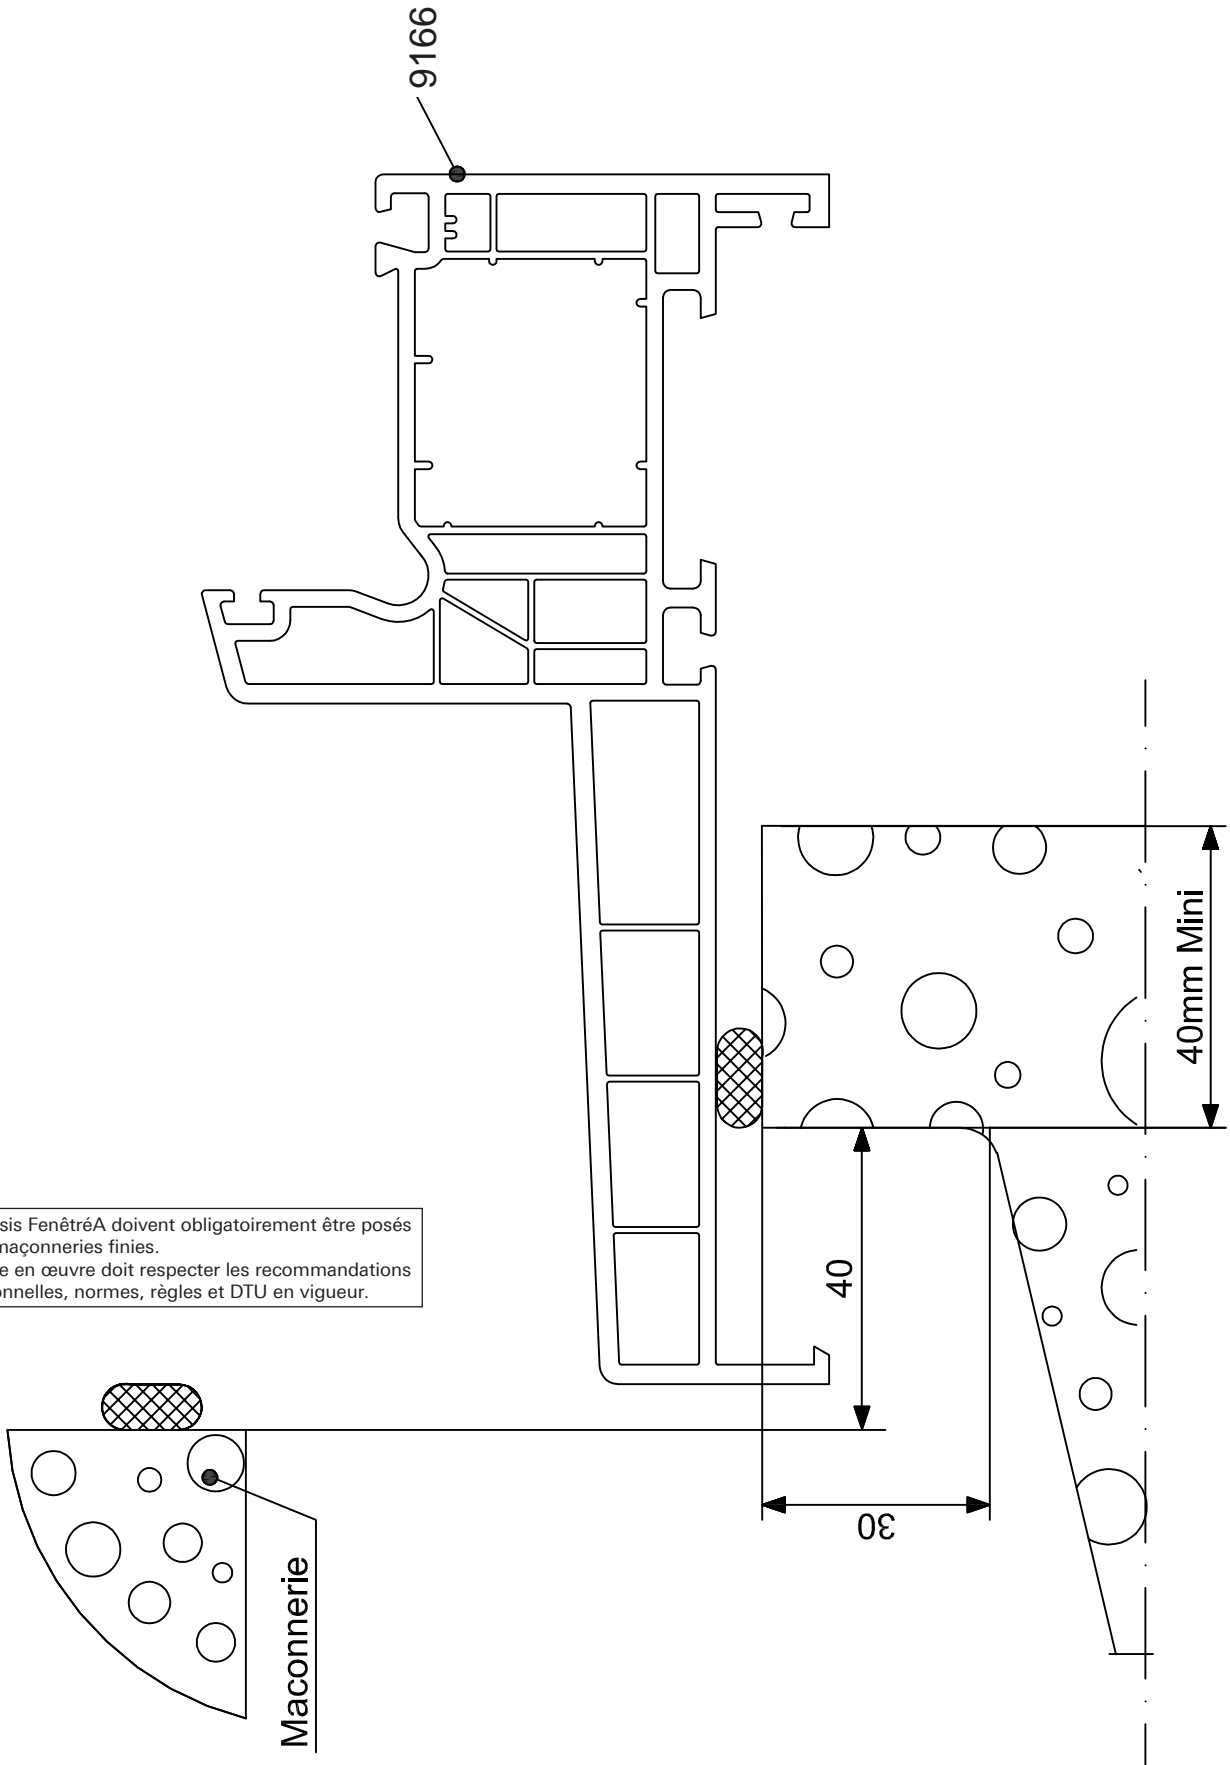 9166
sis FenêtréA doivent obligatoirement être posés
maçonneries finies.
e en œuvre doit respecter les recommandations
onnelles, normes, règles et DTU en vigueur.
40mm Mini
40
30
Maconnerie